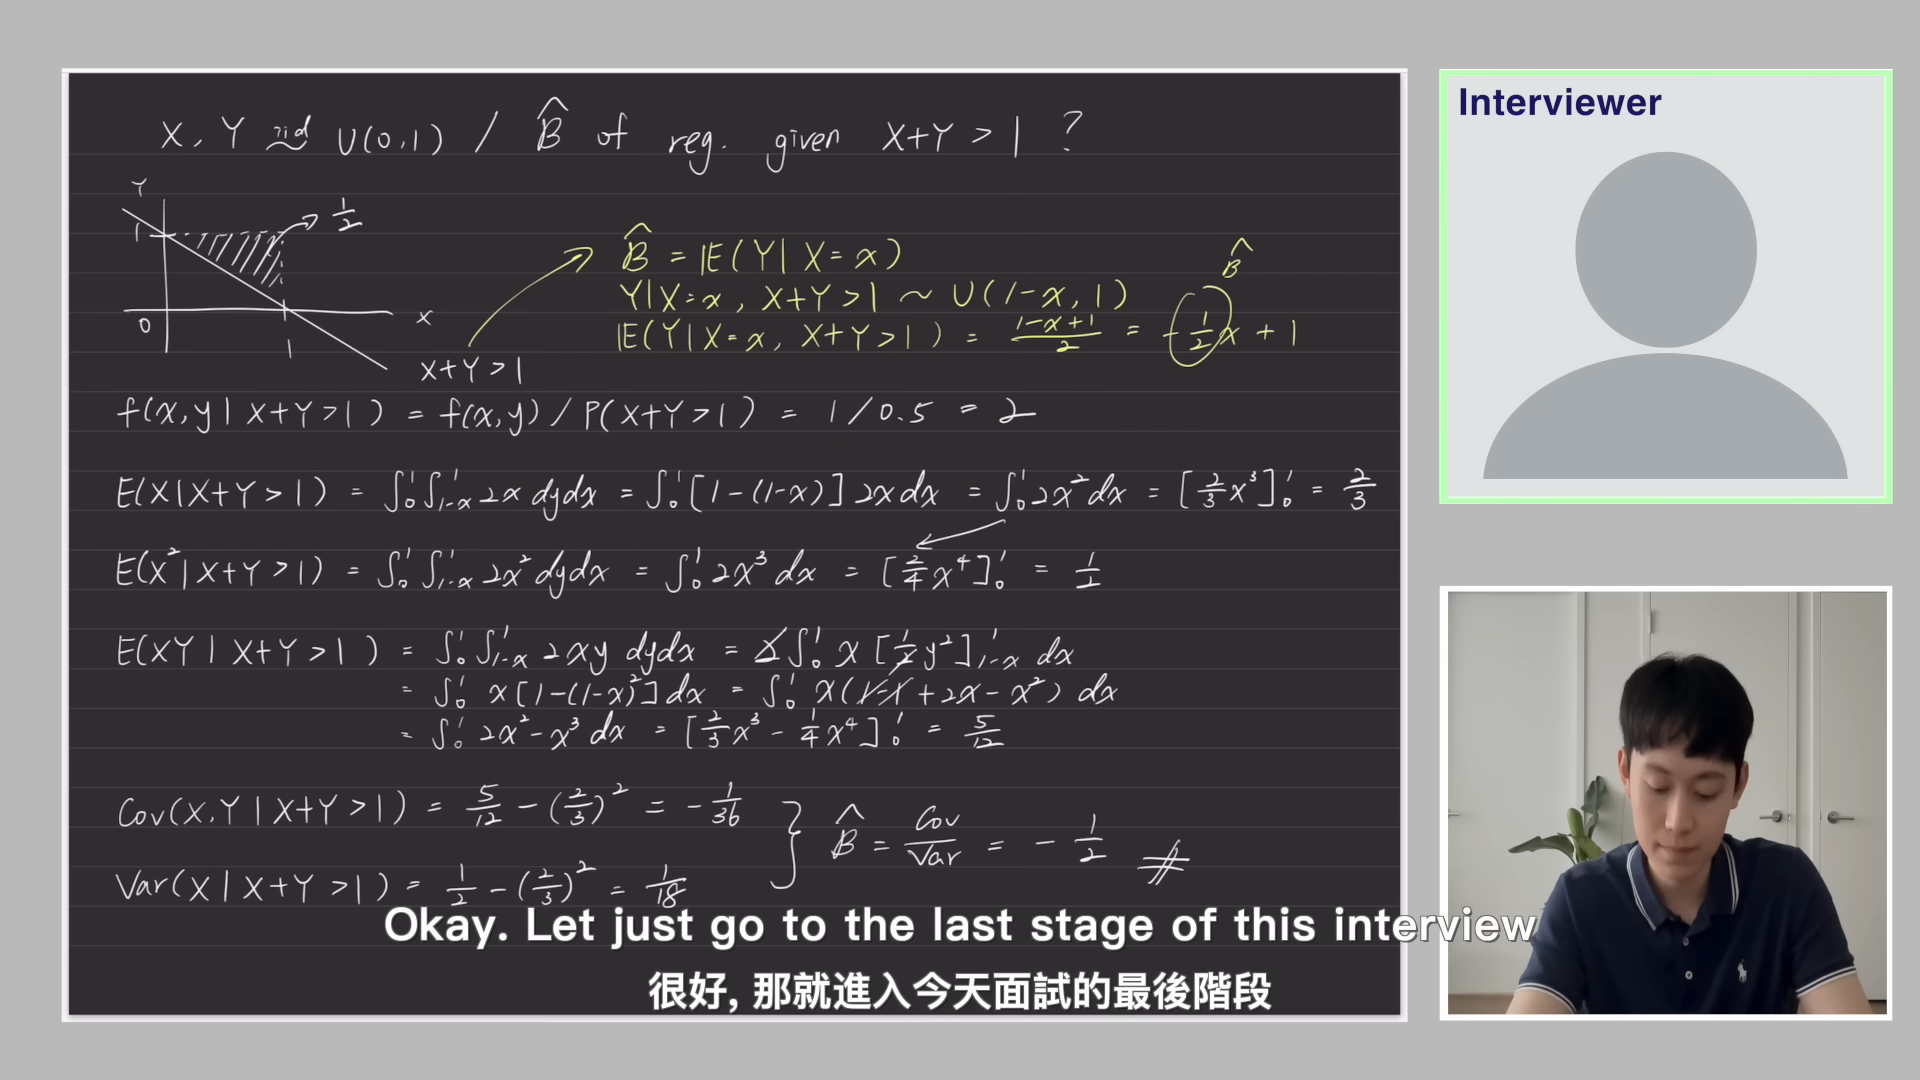 X, Y iid ~ U(0,1) / B̂ of reg. given X+Y > 1 ?
Y
1
1/2
0
1
x
X+Y > 1
B̂ = E(Y | X = x)
Y|X=x, X+Y>1 ~ U(1-x, 1)
E(Y|X=x, X+Y>1) = (1-x+1)/2 = -1/2 x + 1
B̂
f(x,y | X+Y>1) = f(x,y) / P(X+Y>1) = 1 / 0.5 = 2
E(X|X+Y>1) = ∫₀¹∫₁₋ₓ¹ 2x dydx = ∫₀¹ [1-(1-x)] 2x dx = ∫₀¹ 2x² dx = [2/3 x³]₀¹ = 2/3
E(X²|X+Y>1) = ∫₀¹∫₁₋ₓ¹ 2x² dydx = ∫₀¹ 2x³ dx = [2/4 x⁴]₀¹ = 1/2
E(XY | X+Y>1) = ∫₀¹∫₁₋ₓ¹ 2xy dydx = 2∫₀¹ x [1/2 y²]₁₋ₓ¹ dx
= ∫₀¹ x[1-(1-x)²] dx = ∫₀¹ x(1-1+2x-x²) dx
= ∫₀¹ 2x²-x³ dx = [2/3 x³ - 1/4 x⁴]₀¹ = 5/12
Cov(X,Y | X+Y>1) = 5/12 - (2/3)² = -1/36
Var(X | X+Y>1) = 1/2 - (2/3)² = 1/18
} B̂ = Cov/Var = -1/2 #
Interviewer
Okay. Let just go to the last stage of this interview
很好, 那就進入今天面試的最後階段